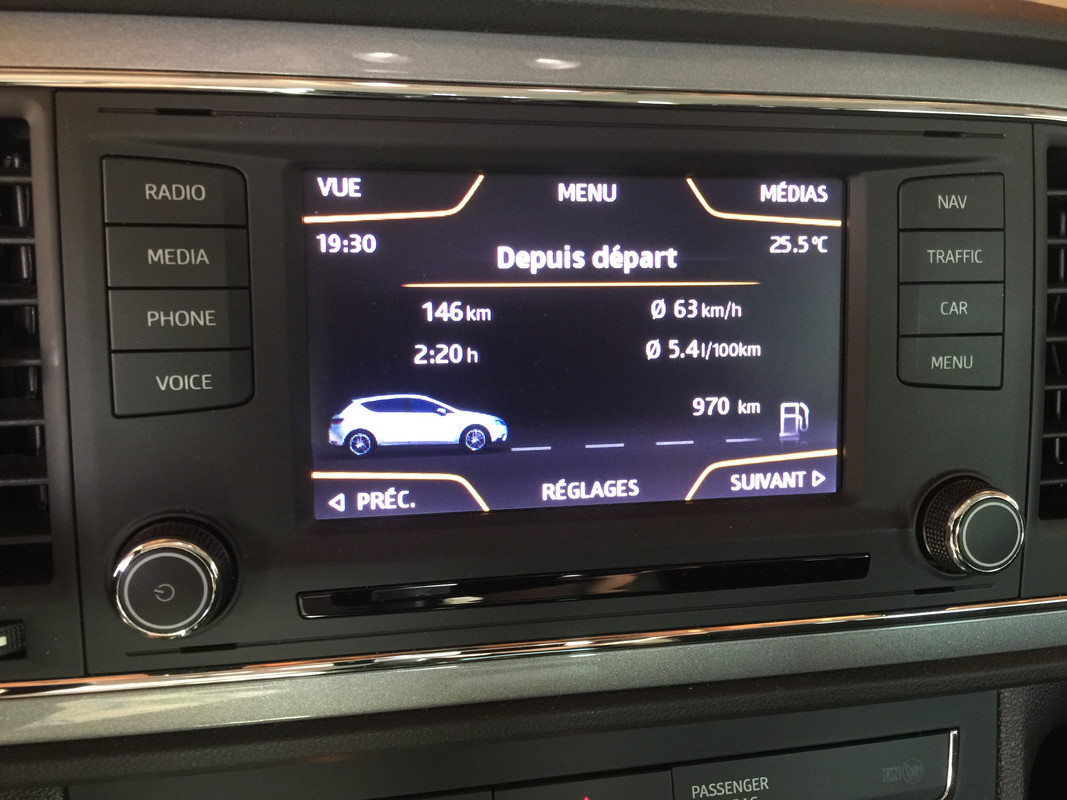 RADIO
MEDIA
PHONE
VOICE
VUE
MENU
MÉDIAS
19:30
Depuis départ
25.5°C
146 km
Ø 63 km/h
2:20 h
Ø 5.4 l/100km
970 km
PRÉC.
RÉGLAGES
SUIVANT
NAV
TRAFFIC
CAR
MENU
PASSENGER
ON